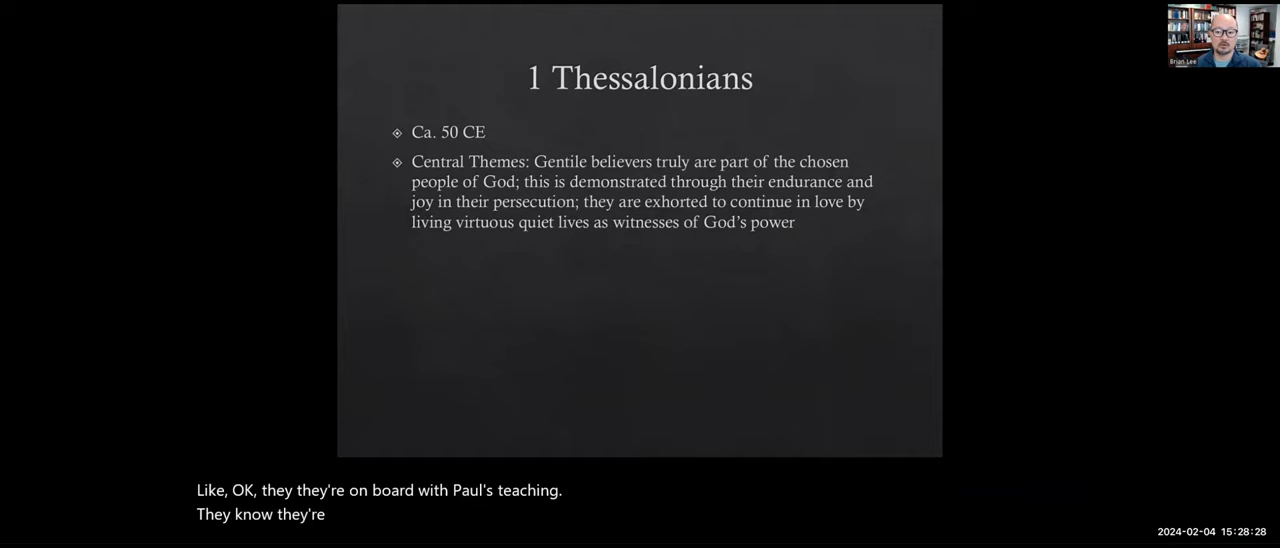 1 Thessalonians
Ca. 50 CE
Central Themes: Gentile believers truly are part of the chosen
people of God; this is demonstrated through their endurance and
joy in their persecution; they are exhorted to continue in love by
living virtuous quiet lives as witnesses of God's power
Brian Lee
Like, OK, they they're on board with Paul's teaching.
They know they're
2024-02-04 15:28:28